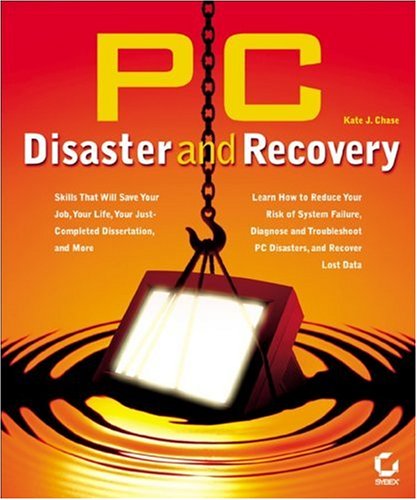 PC
Kate J. Chase
Disaster and Recovery
Skills That Will Save Your
Job, Your Life, Your Just-
Completed Dissertation,
and More
Learn How to Reduce Your
Risk of System Failure,
Diagnose and Troubleshoot
PC Disasters, and Recover
Lost Data
SYBEX